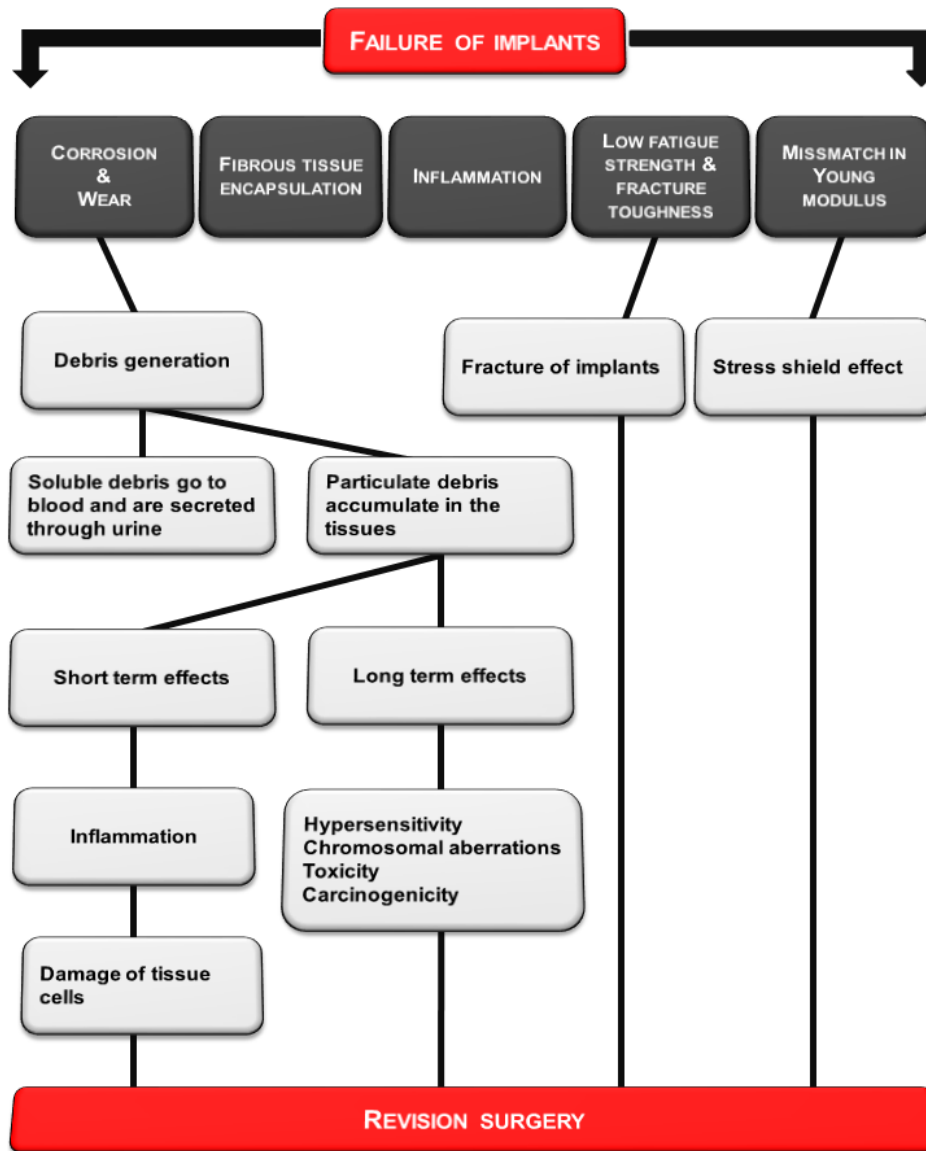 FAILURE OF IMPLANTS
CORROSION
&
WEAR
FIBROUS TISSUE
ENCAPSULATION
INFLAMMATION
LOW FATIGUE
STRENGTH &
FRACTURE
TOUGHNESS
MISSMATCH IN
YOUNG
MODULUS
Debris generation
Fracture of implants
Stress shield effect
Soluble debris go to
blood and are secreted
through urine
Particulate debris
accumulate in the
tissues
Short term effects
Long term effects
Inflammation
Hypersensitivity
Chromosomal aberrations
Toxicity
Carcinogenicity
Damage of tissue
cells
REVISION SURGERY